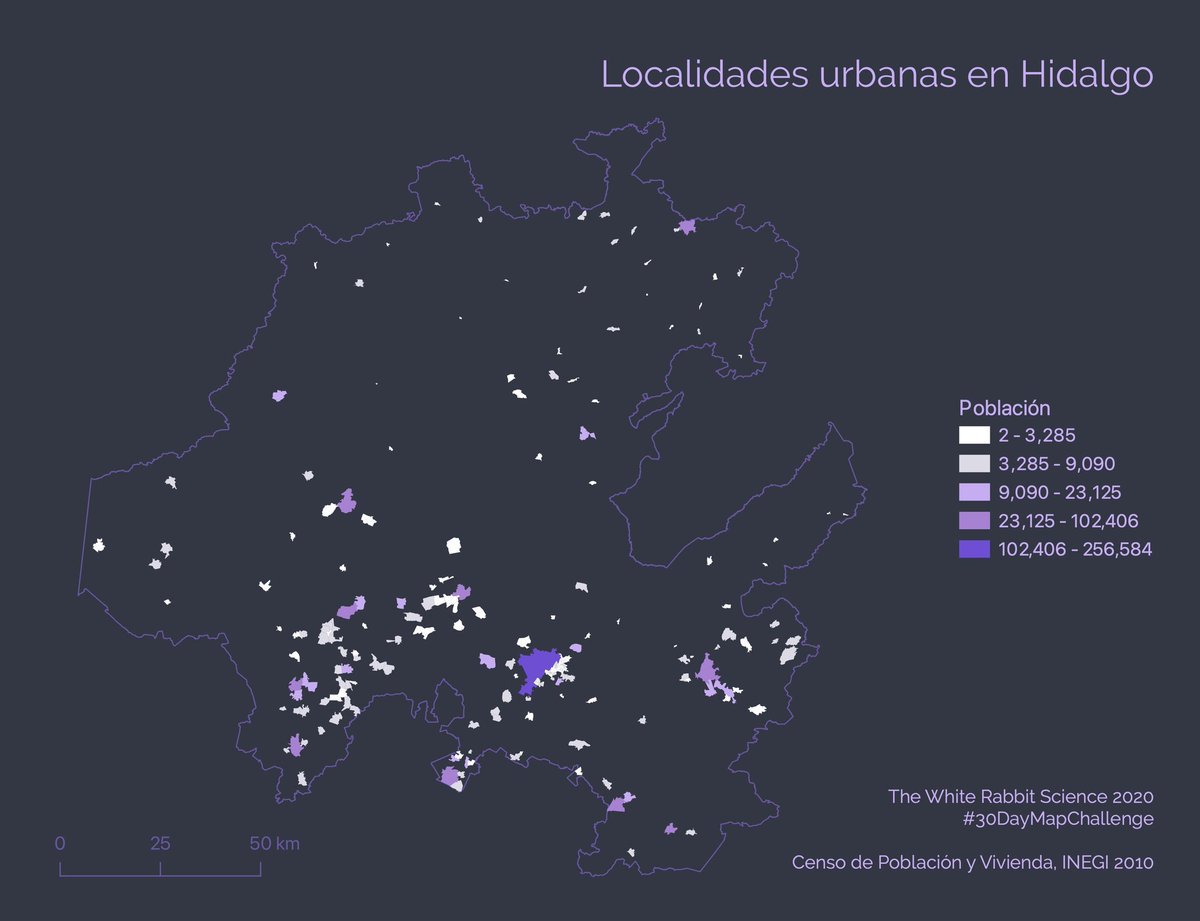 Localidades urbanas en Hidalgo
Población
2 - 3,285
3,285 - 9,090
9,090 - 23,125
23,125 - 102,406
102,406 - 256,584
The White Rabbit Science 2020
#30DayMapChallenge
0 25 50 km
Censo de Población y Vivienda, INEGI 2010